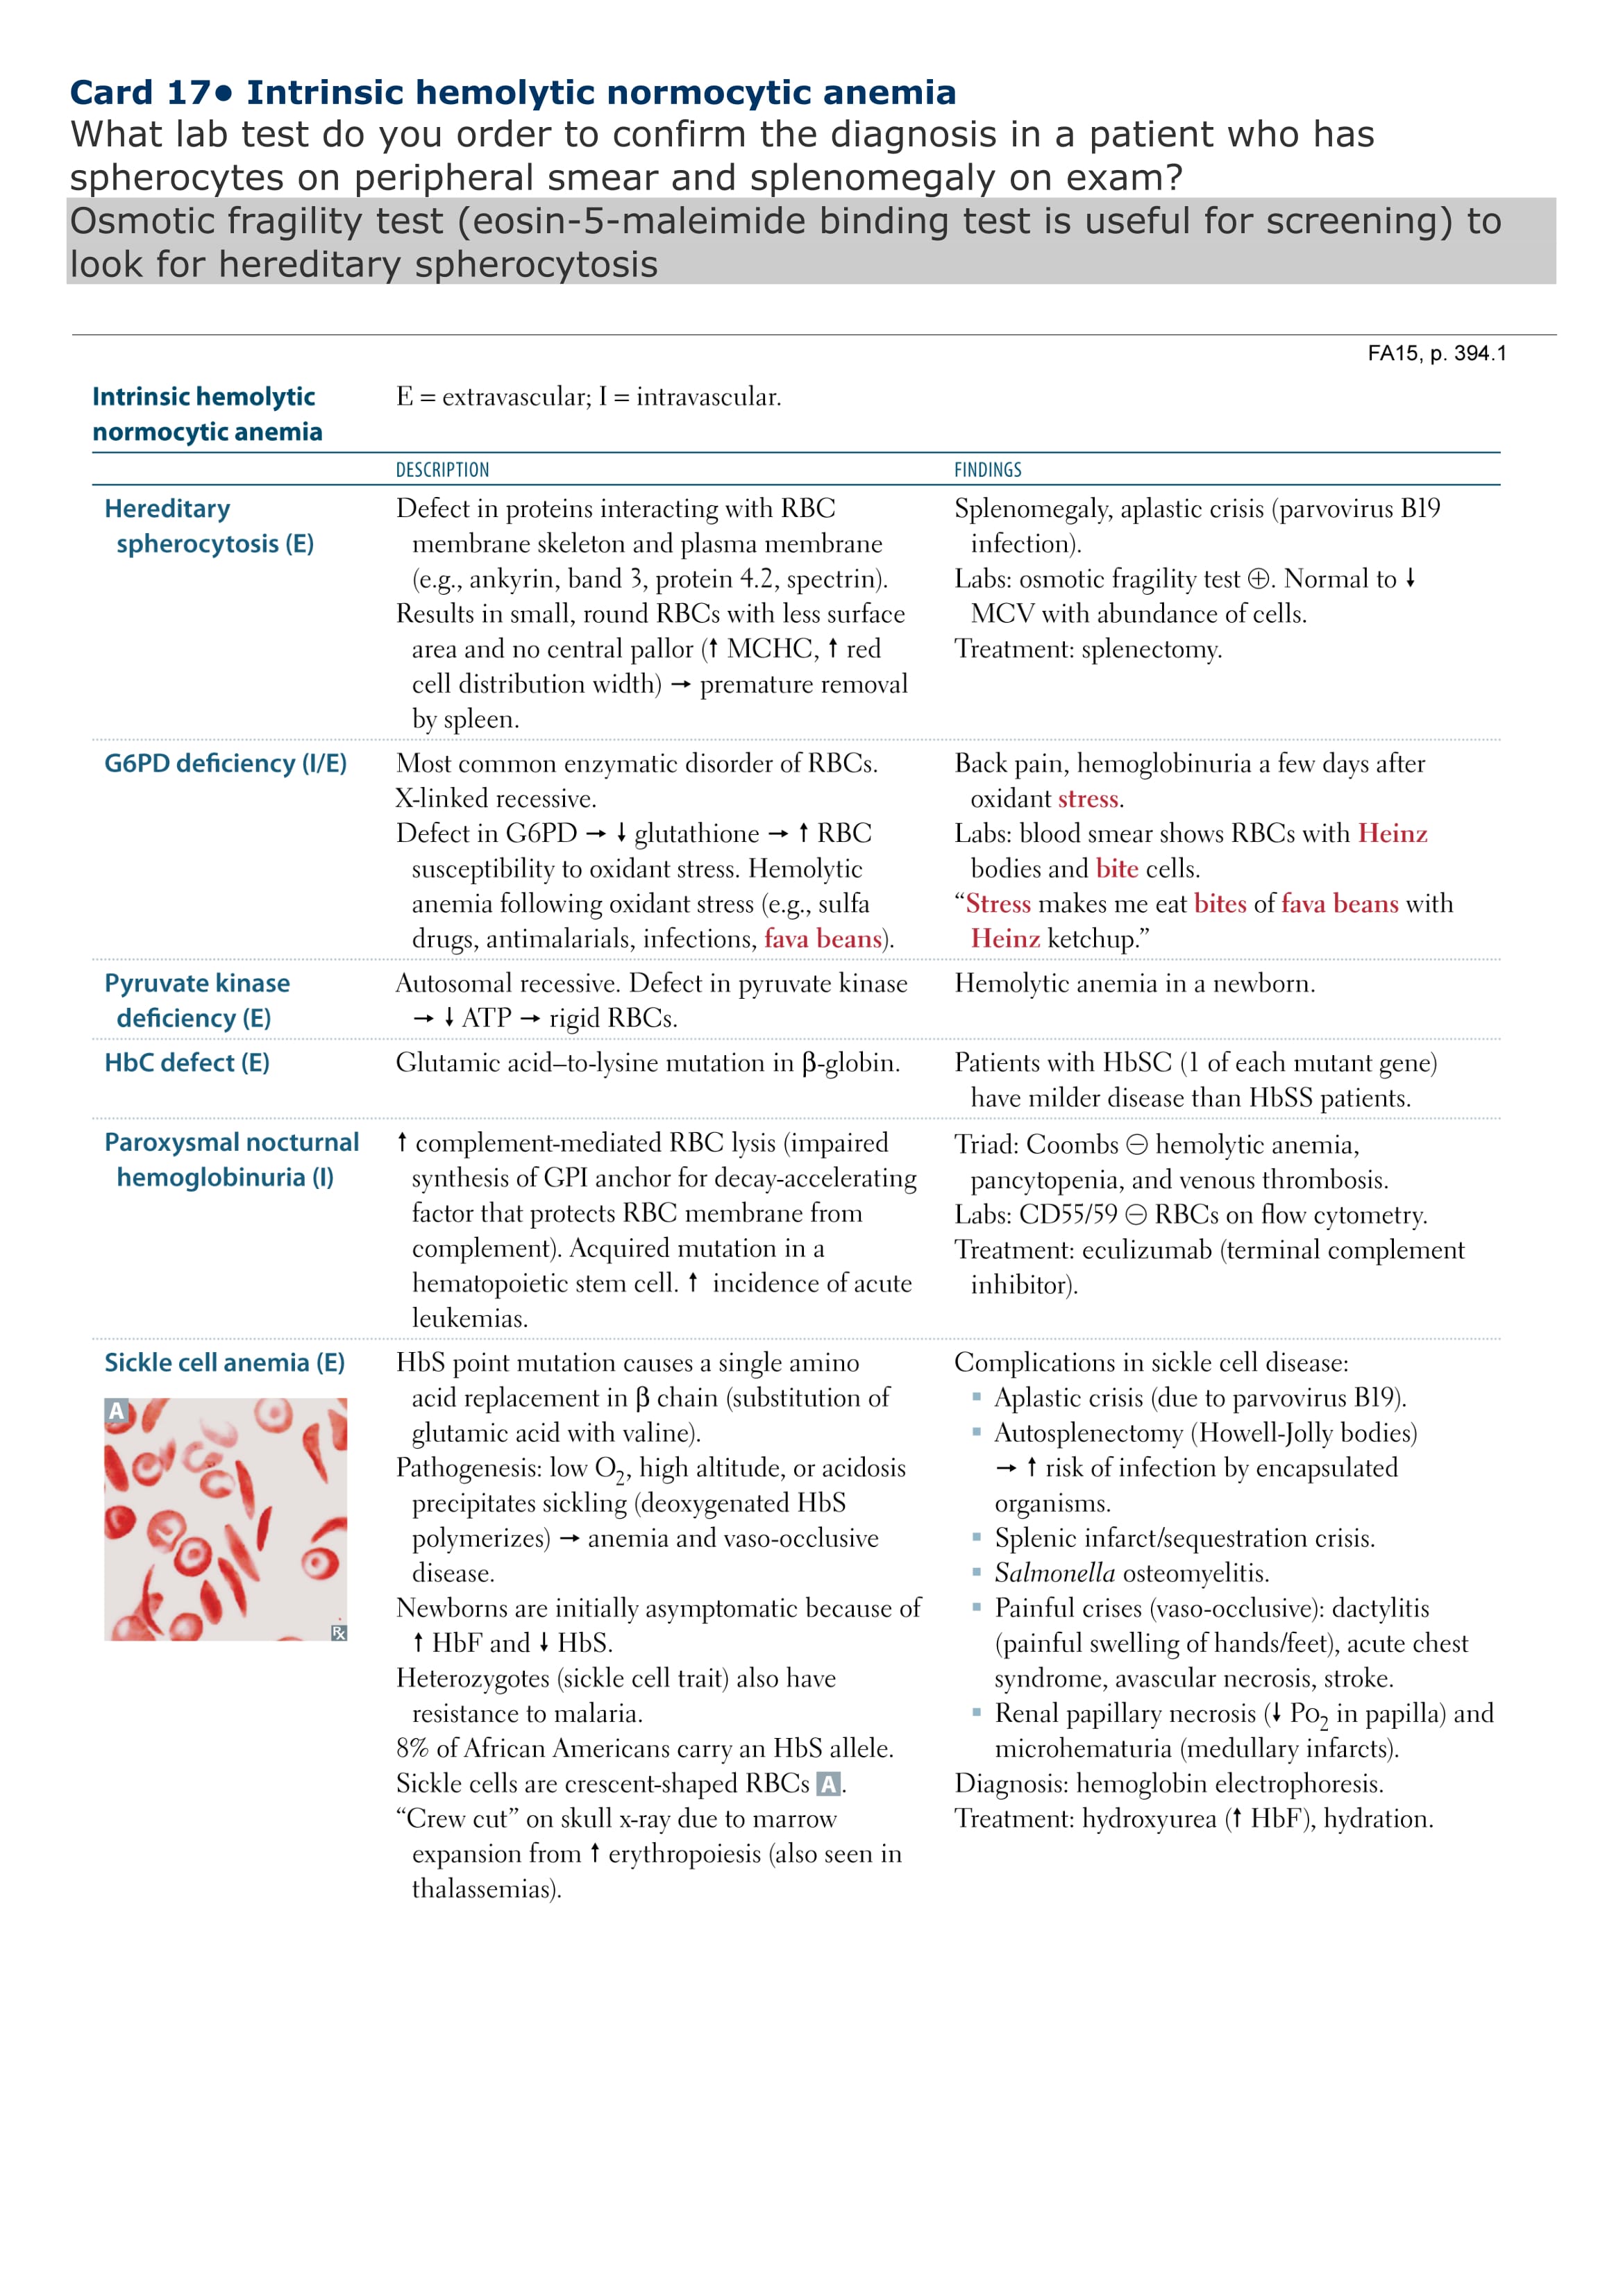 Card 17● Intrinsic hemolytic normocytic anemia
What lab test do you order to confirm the diagnosis in a patient who has
spherocytes on peripheral smear and splenomegaly on exam?
Osmotic fragility test (eosin-5-maleimide binding test is useful for screening) to
look for hereditary spherocytosis
FA15, p. 394.1
Intrinsic hemolytic
normocytic anemia
E = extravascular; I = intravascular.
DESCRIPTION
FINDINGS
Hereditary
spherocytosis (E)
Defect in proteins interacting with RBC
membrane skeleton and plasma membrane
(e.g., ankyrin, band 3, protein 4.2, spectrin).
Results in small, round RBCs with less surface
area and no central pallor (↑ MCHC, ↑ red
cell distribution width) → premature removal
by spleen.
Splenomegaly, aplastic crisis (parvovirus B19
infection).
Labs: osmotic fragility test ⊕. Normal to ↓
MCV with abundance of cells.
Treatment: splenectomy.
G6PD deficiency (I/E)
Most common enzymatic disorder of RBCs.
X-linked recessive.
Defect in G6PD → ↓ glutathione → ↑ RBC
susceptibility to oxidant stress. Hemolytic
anemia following oxidant stress (e.g., sulfa
drugs, antimalarials, infections, fava beans).
Back pain, hemoglobinuria a few days after
oxidant stress.
Labs: blood smear shows RBCs with Heinz
bodies and bite cells.
“Stress makes me eat bites of fava beans with
Heinz ketchup.”
Pyruvate kinase
deficiency (E)
Autosomal recessive. Defect in pyruvate kinase
→ ↓ ATP → rigid RBCs.
Hemolytic anemia in a newborn.
HbC defect (E)
Glutamic acid–to-lysine mutation in β-globin.
Patients with HbSC (1 of each mutant gene)
have milder disease than HbSS patients.
Paroxysmal nocturnal
hemoglobinuria (I)
↑ complement-mediated RBC lysis (impaired
synthesis of GPI anchor for decay-accelerating
factor that protects RBC membrane from
complement). Acquired mutation in a
hematopoietic stem cell. ↑ incidence of acute
leukemias.
Triad: Coombs ⊖ hemolytic anemia,
pancytopenia, and venous thrombosis.
Labs: CD55/59 ⊖ RBCs on flow cytometry.
Treatment: eculizumab (terminal complement
inhibitor).
Sickle cell anemia (E)
A
Rx
HbS point mutation causes a single amino
acid replacement in β chain (substitution of
glutamic acid with valine).
Pathogenesis: low O₂, high altitude, or acidosis
precipitates sickling (deoxygenated HbS
polymerizes) → anemia and vaso-occlusive
disease.
Newborns are initially asymptomatic because of
↑ HbF and ↓ HbS.
Heterozygotes (sickle cell trait) also have
resistance to malaria.
8% of African Americans carry an HbS allele.
Sickle cells are crescent-shaped RBCs A.
“Crew cut” on skull x-ray due to marrow
expansion from ↑ erythropoiesis (also seen in
thalassemias).
Complications in sickle cell disease:
▪ Aplastic crisis (due to parvovirus B19).
▪ Autosplenectomy (Howell-Jolly bodies)
→ ↑ risk of infection by encapsulated
organisms.
▪ Splenic infarct/sequestration crisis.
▪ Salmonella osteomyelitis.
▪ Painful crises (vaso-occlusive): dactylitis
(painful swelling of hands/feet), acute chest
syndrome, avascular necrosis, stroke.
▪ Renal papillary necrosis (↓ Po₂ in papilla) and
microhematuria (medullary infarcts).
Diagnosis: hemoglobin electrophoresis.
Treatment: hydroxyurea (↑ HbF), hydration.